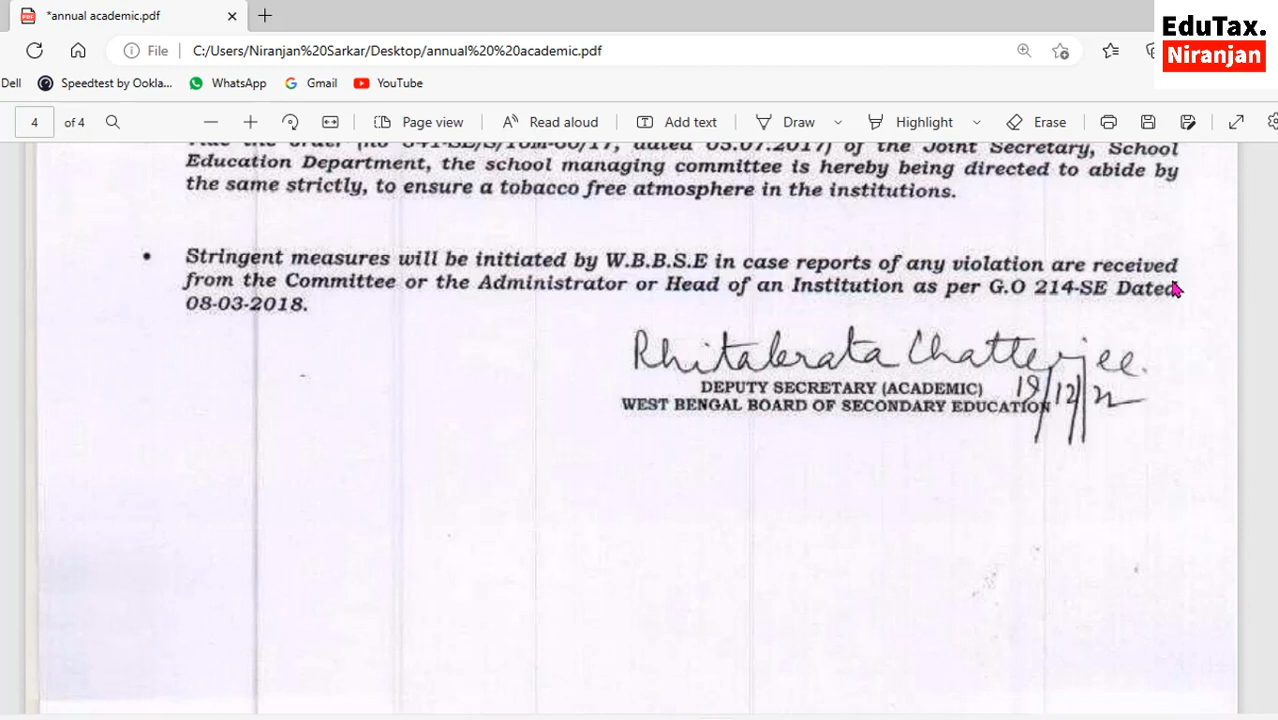 *annual academic.pdf
EduTax.
Niranjan
File C:/Users/Niranjan%20Sarkar/Desktop/annual%20%20academic.pdf
Dell Speedtest by Ookla... WhatsApp Gmail YouTube
4 of 4 Page view Read aloud Add text Draw Highlight Erase
dated 03.07.2017) of the Joint Secretary, School
Education Department, the school managing committee is hereby being directed to abide by
the same strictly, to ensure a tobacco free atmosphere in the institutions.
• Stringent measures will be initiated by W.B.B.S.E in case reports of any violation are received
from the Committee or the Administrator or Head of an Institution as per G.O 214-SE Dated
08-03-2018.
Rhitabrata Chatterjee.
DEPUTY SECRETARY (ACADEMIC) 19/12/22
WEST BENGAL BOARD OF SECONDARY EDUCATION